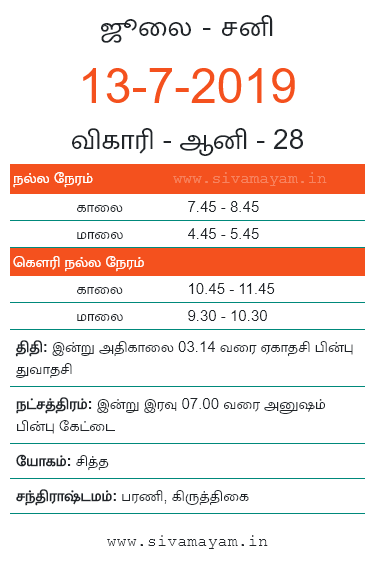 ஜூலை - சனி
13-7-2019
விகாரி - ஆனி - 28
நல்ல நேரம் www.sivamayam.in
காலை 7.45 - 8.45
மாலை 4.45 - 5.45
கௌரி நல்ல நேரம்
காலை 10.45 - 11.45
மாலை 9.30 - 10.30
திதி: இன்று அதிகாலை 03.14 வரை ஏகாதசி பின்பு
துவாதசி
நட்சத்திரம்: இன்று இரவு 07.00 வரை அனுஷம்
பின்பு கேட்டை
யோகம்: சித்த
சந்திராஷ்டமம்: பரணி, கிருத்திகை
www.sivamayam.in